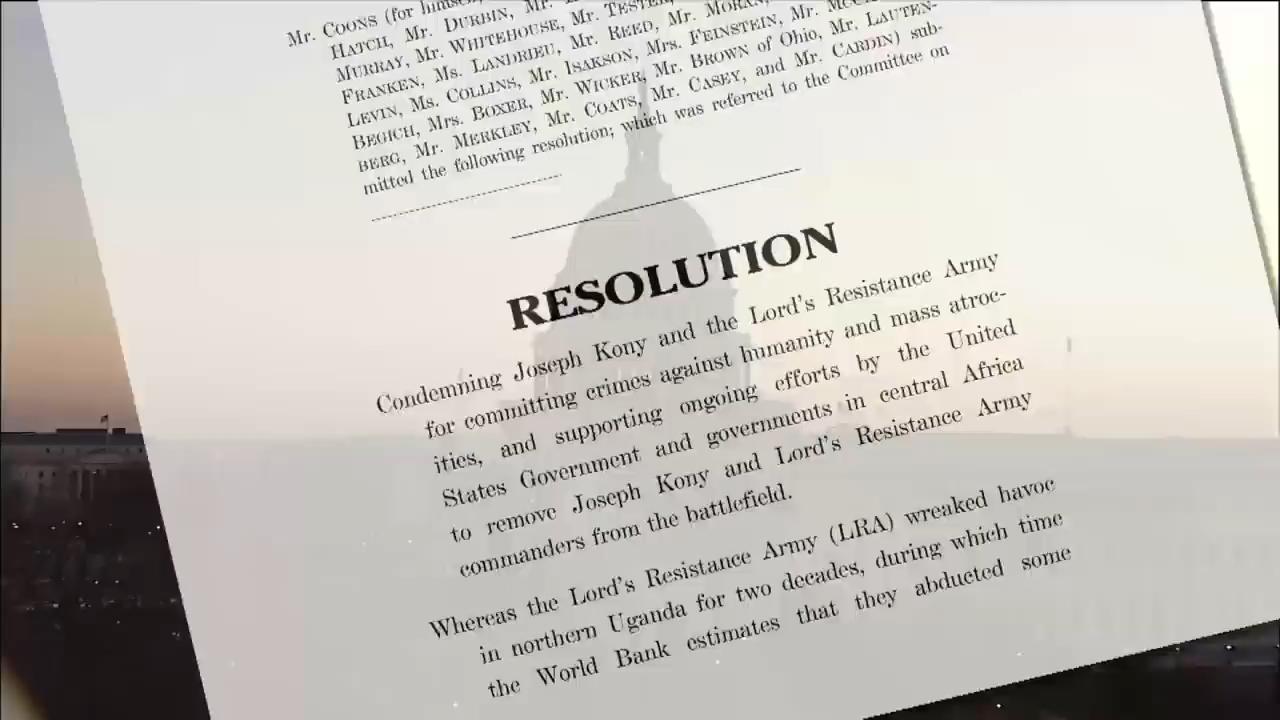 Mr. COONS (for himself,
HATCH, Mr. DURBIN, Mr.
MURRAY, Mr. WHITEHOUSE, Mr. TESTER,
FRANKEN, Ms. LANDRIEU, Mr. REED, Mr. MORAN,
LEVIN, Ms. COLLINS, Mr. ISAKSON, Mrs. FEINSTEIN, Mr.
BEGICH, Mrs. BOXER, Mr. WICKER, Mr. BROWN of Ohio, Mr. LAUTEN-
BERG, Mr. MERKLEY, Mr. COATS, Mr. CASEY, and Mr. CARDIN) sub-
mitted the following resolution; which was referred to the Committee on
RESOLUTION
Condemning Joseph Kony and the Lord's Resistance Army
for committing crimes against humanity and mass atroc-
ities, and supporting ongoing efforts by the United
States Government and governments in central Africa
to remove Joseph Kony and Lord's Resistance Army
commanders from the battlefield.
Whereas the Lord's Resistance Army (LRA) wreaked havoc
in northern Uganda for two decades, during which time
the World Bank estimates that they abducted some